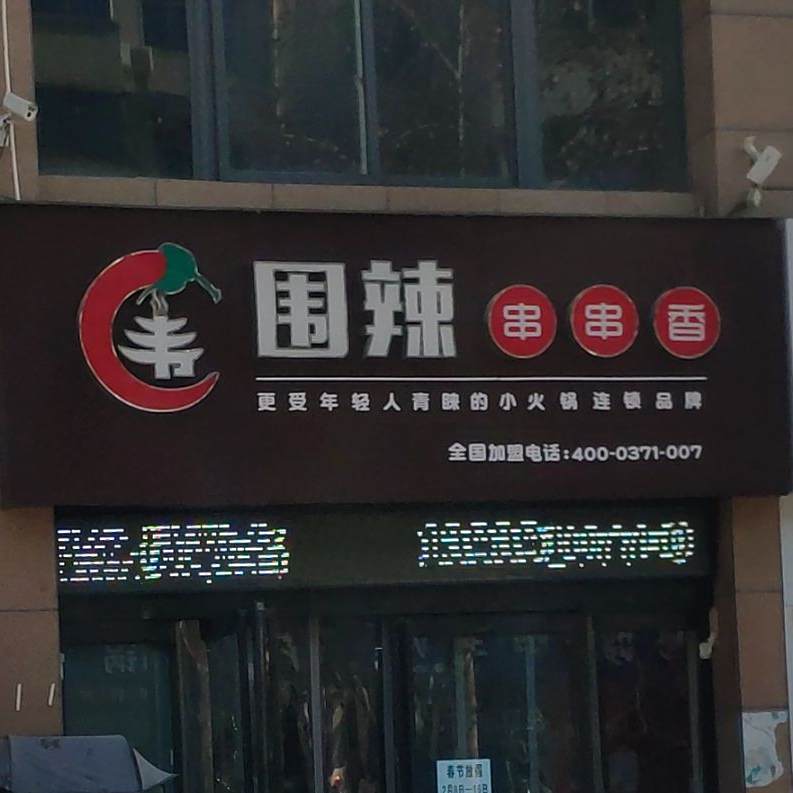 围辣 串串香
更受年轻人青睐的小火锅连锁品牌
全国加盟电话:400-0371-007
春节放假